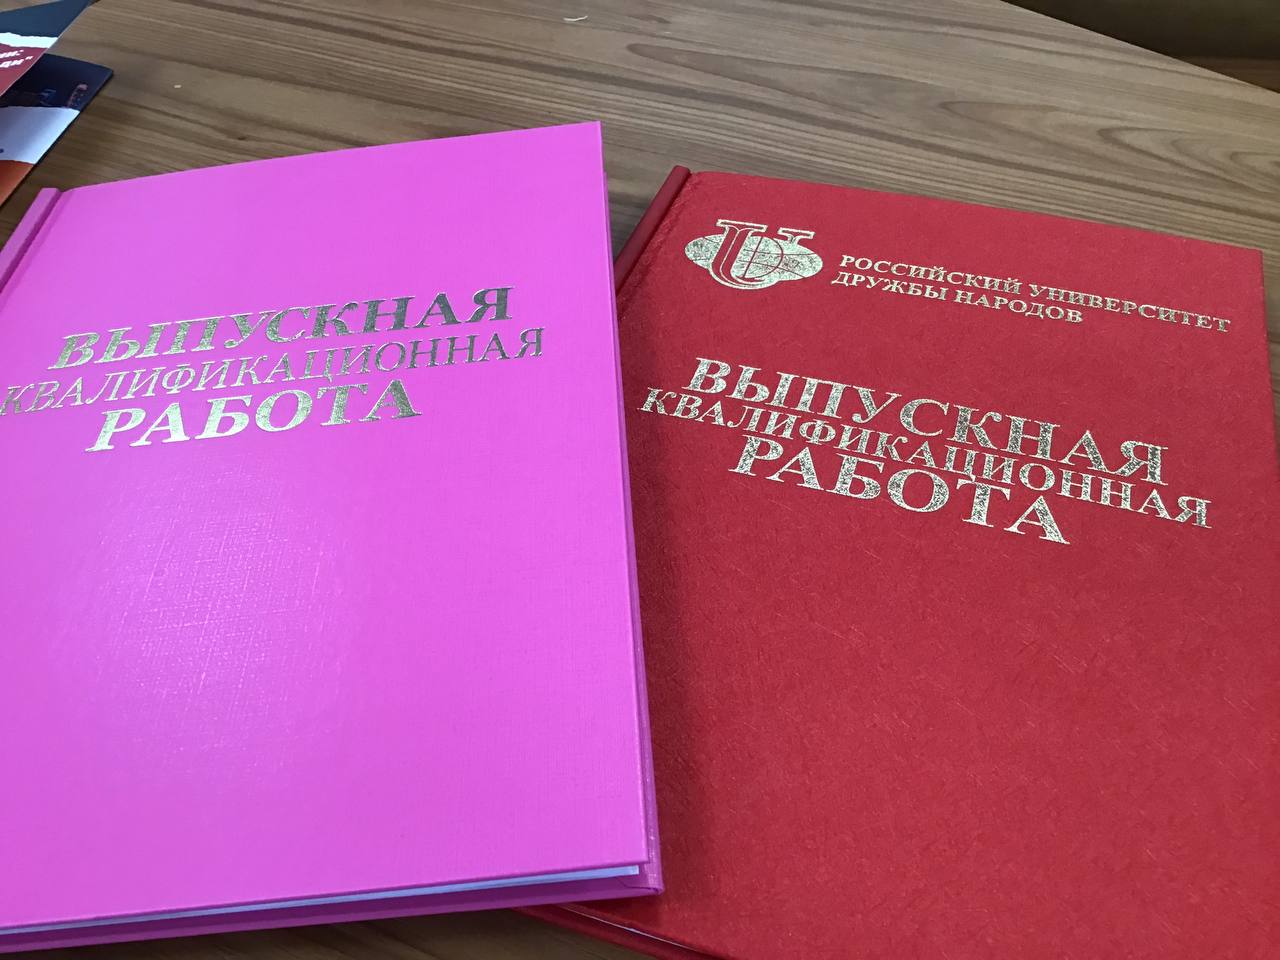 ВЫПУСКНАЯ
КВАЛИФИКАЦИОННАЯ
РАБОТА
РОССИЙСКИЙ УНИВЕРСИТЕТ
ДРУЖБЫ НАРОДОВ
ВЫПУСКНАЯ
КВАЛИФИКАЦИОННАЯ
РАБОТА